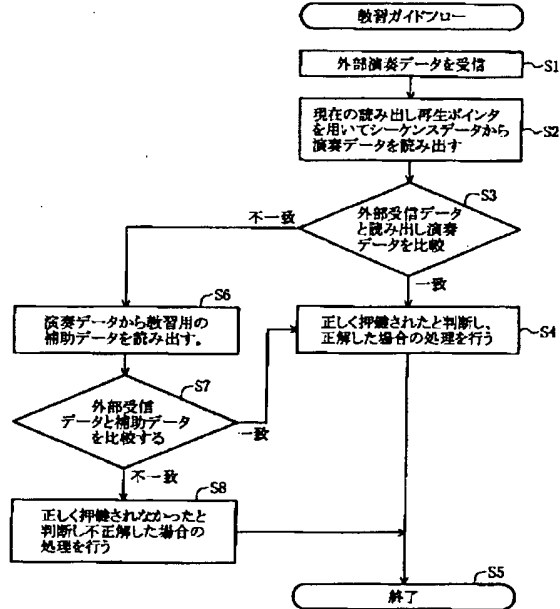 教習ガイドフロー
外部演奏データを受信
S1
現在の読み出し再生ポインタ
を用いてシーケンスデータから
演奏データを読み出す
S2
S3
外部受信データ
と読み出し演奏
データを比較
不一致
一致
S6
演奏データから教習用の
補助データを読み出す。
正しく押鍵されたと判断し、
正解した場合の処理を行う
S4
S7
外部受信
データと補助データ
を比較する
一致
不一致
S8
正しく押鍵されなかったと
判断し不正解した場合の
処理を行う
S5
終了